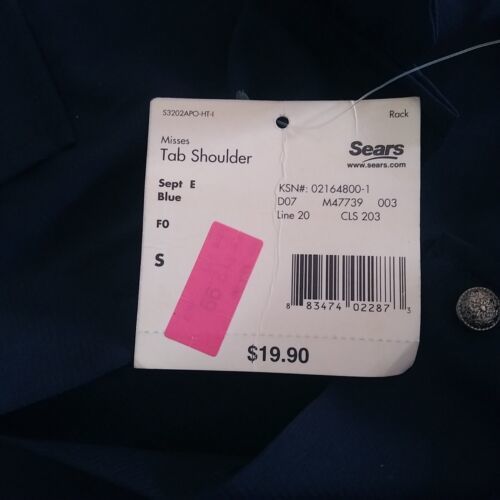 S3202APO-HT-I
Rack
Misses
Tab Shoulder
Sears
www.sears.com
Sept E
Blue
KSN#: 02164800-1
D07 M47739 003
Line 20 CLS 203
F0
S
8 83474 02287 3
$19.90